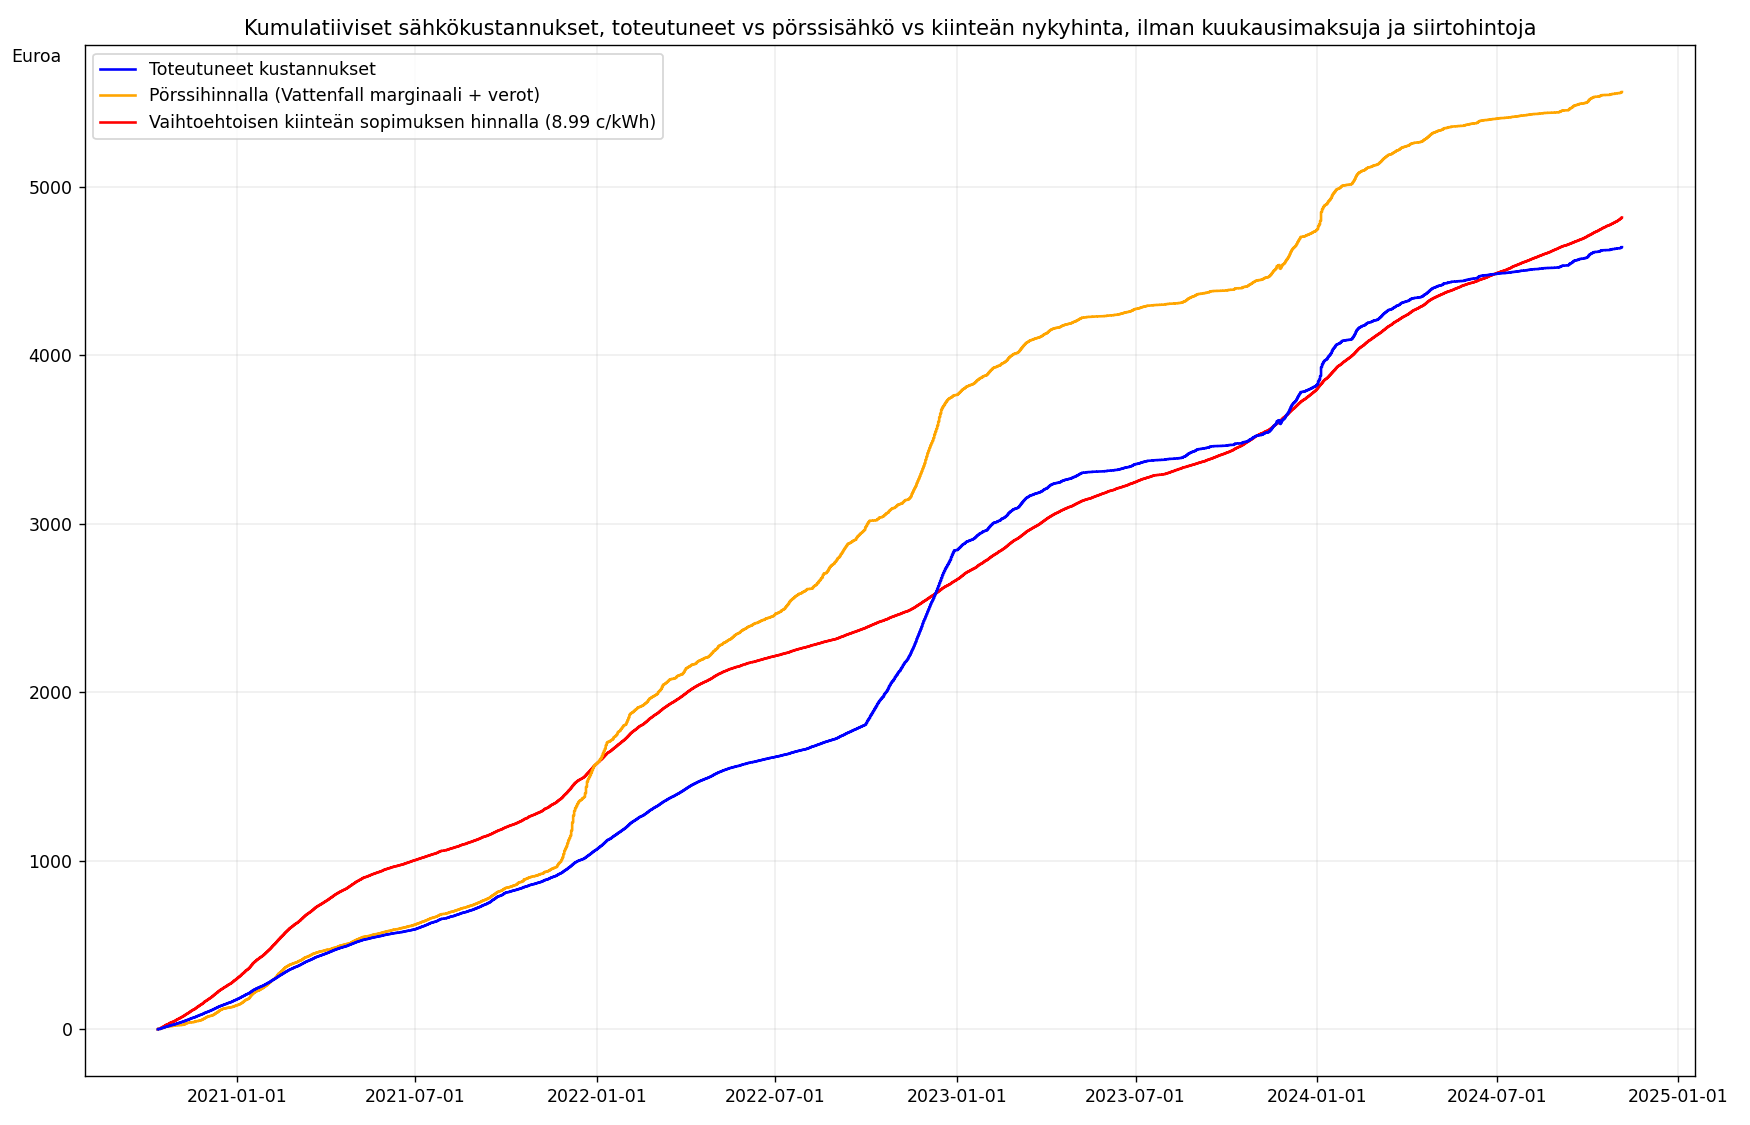 Kumulatiiviset sähkökustannukset, toteutuneet vs pörssisähkö vs kiinteän nykyhinta, ilman kuukausimaksuja ja siirtohintoja
Euroa
Toteutuneet kustannukset
Pörssihinnalla (Vattenfall marginaali + verot)
Vaihtoehtoisen kiinteän sopimuksen hinnalla (8.99 c/kWh)
5000
4000
3000
2000
1000
0
2021-01-01 2021-07-01 2022-01-01 2022-07-01 2023-01-01 2023-07-01 2024-01-01 2024-07-01 2025-01-01